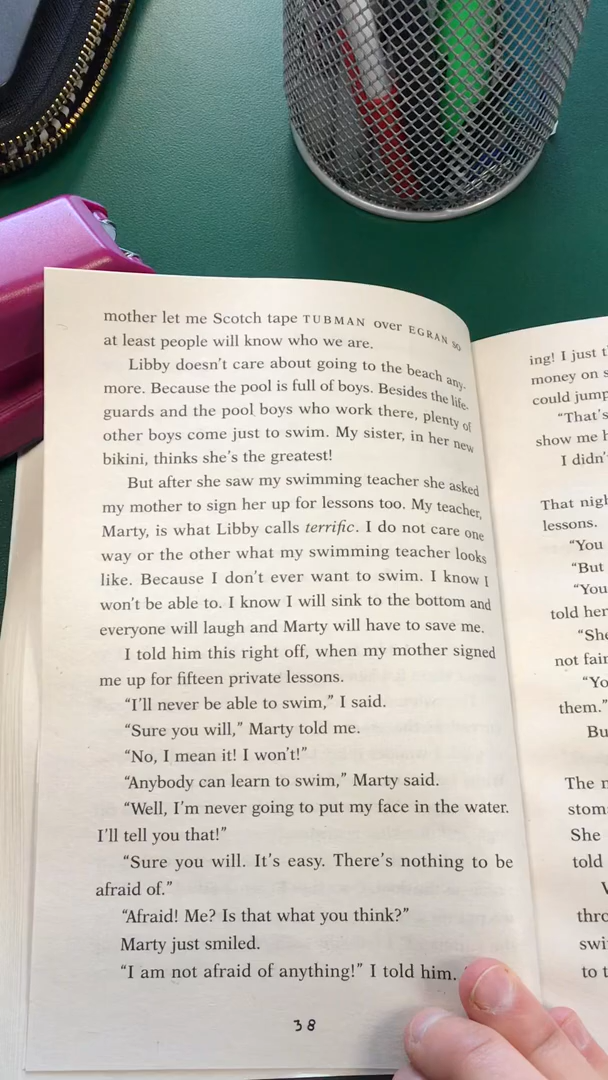 mother let me Scotch tape TUBMAN over EGRAN so
at least people will know who we are.
Libby doesn't care about going to the beach any-
more. Because the pool is full of boys. Besides the life-
guards and the pool boys who work there, plenty of
other boys come just to swim. My sister, in her new
bikini, thinks she's the greatest!
But after she saw my swimming teacher she asked
my mother to sign her up for lessons too. My teacher,
Marty, is what Libby calls terrific. I do not care one
way or the other what my swimming teacher looks
like. Because I don't ever want to swim. I know I
won't be able to. I know I will sink to the bottom and
everyone will laugh and Marty will have to save me.
I told him this right off, when my mother signed
me up for fifteen private lessons.
“I'll never be able to swim,” I said.
“Sure you will,” Marty told me.
“No, I mean it! I won't!”
“Anybody can learn to swim,” Marty said.
“Well, I'm never going to put my face in the water.
I'll tell you that!”
“Sure you will. It's easy. There's nothing to be
afraid of.”
“Afraid! Me? Is that what you think?”
Marty just smiled.
“I am not afraid of anything!” I told him.
38
ing! I just
money on
could jump
“That's
show me
I didn'
That
lessons.
“You
“But
“You
told her
“She
not fair
them.”
The
She
told
to